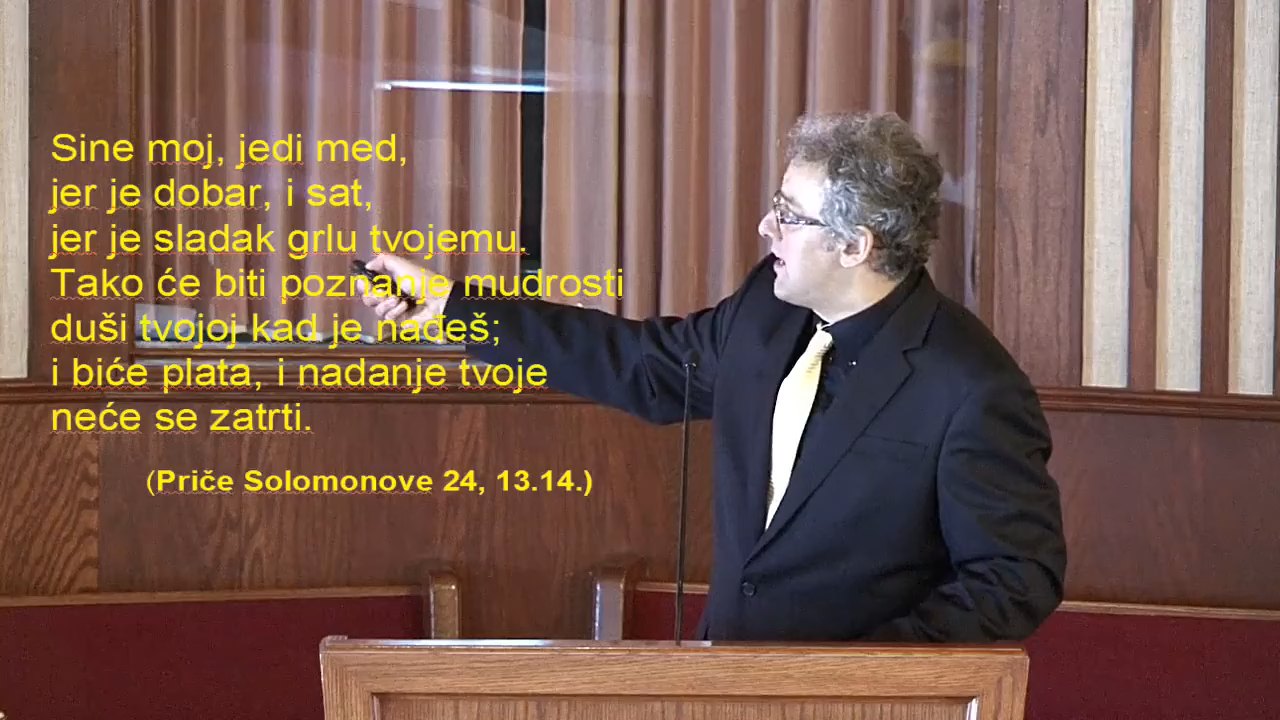 Sine moj, jedi med,
jer je dobar, i sat,
jer je sladak grlu tvojemu.
Tako će biti poznanje mudrosti
duši tvojoj kad je nađeš;
i biće plata, i nadanje tvoje
neće se zatrti.
(Priče Solomonove 24, 13.14.)